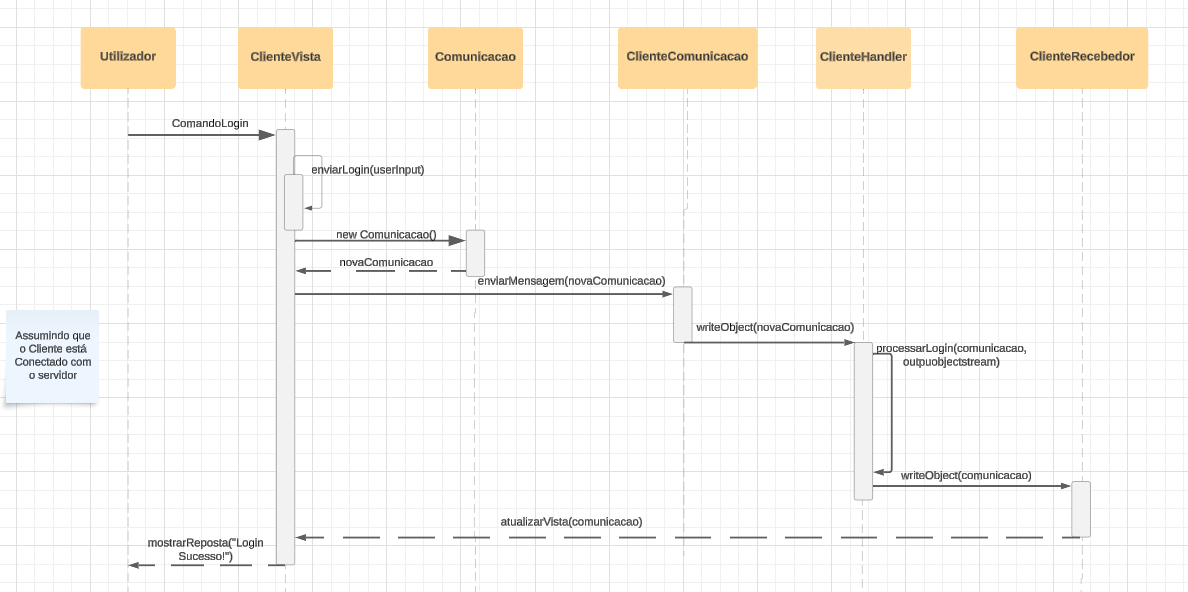 Utilizador
ClienteVista
Comunicacao
ClienteComunicacao
ClienteHandler
ClienteRecebedor
ComandoLogin
enviarLogin(userInput)
new Comunicacao()
novaComunicacao
enviarMensagem(novaComunicacao)
writeObject(novaComunicacao)
Assumindo que
o Cliente está
Conectado com
o servidor
processarLogin(comunicacao,
outpuobjectstream)
writeObject(comunicacao)
atualizarVista(comunicacao)
mostrarReposta("Login
Sucesso!")